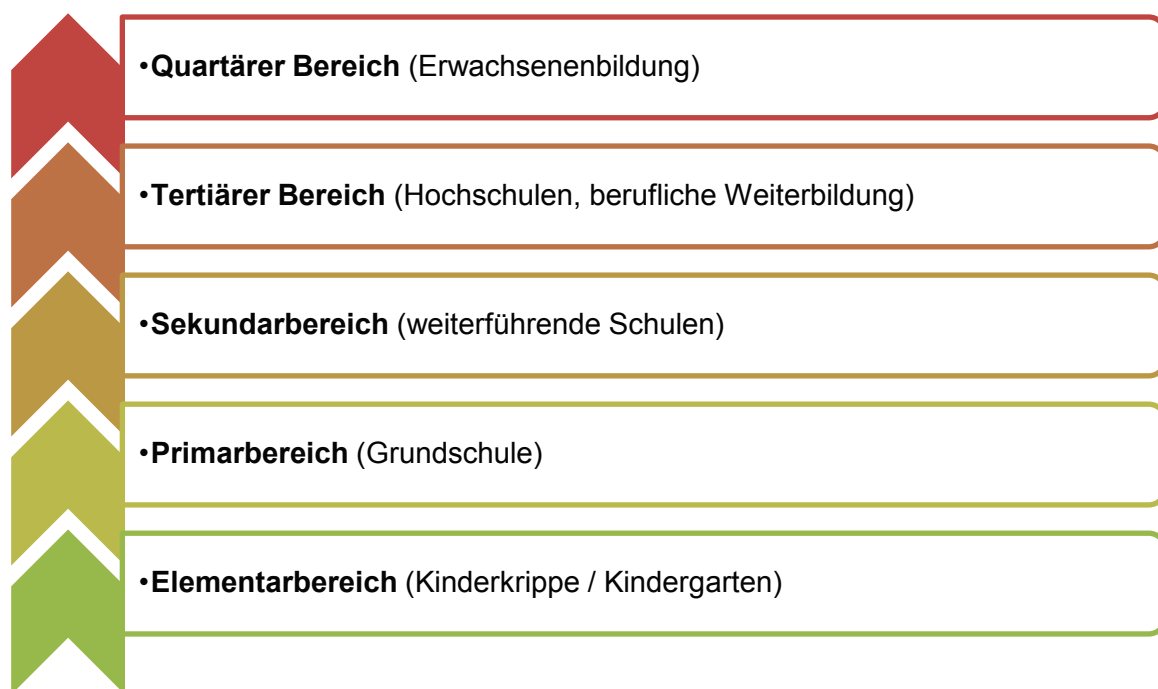 •Quartärer Bereich (Erwachsenenbildung)
•Tertiärer Bereich (Hochschulen, berufliche Weiterbildung)
•Sekundarbereich (weiterführende Schulen)
•Primarbereich (Grundschule)
•Elementarbereich (Kinderkrippe / Kindergarten)